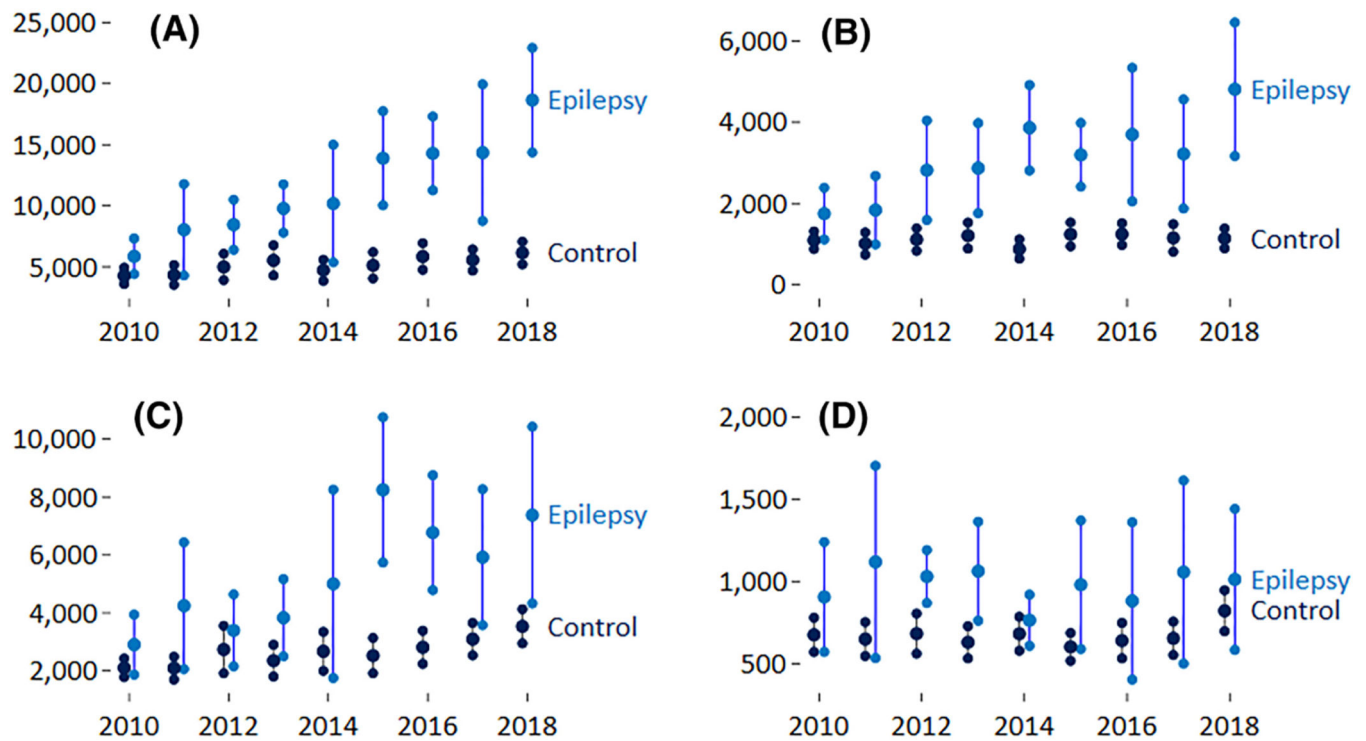 (A)
25,000
20,000
15,000
10,000
5,000
Epilepsy
Control
2010 2012 2014 2016 2018
(B)
6,000
4,000
2,000
0
Epilepsy
Control
2010 2012 2014 2016 2018
(C)
10,000
8,000
6,000
4,000
2,000
Epilepsy
Control
2010 2012 2014 2016 2018
(D)
2,000
1,500
1,000
500
Epilepsy
Control
2010 2012 2014 2016 2018